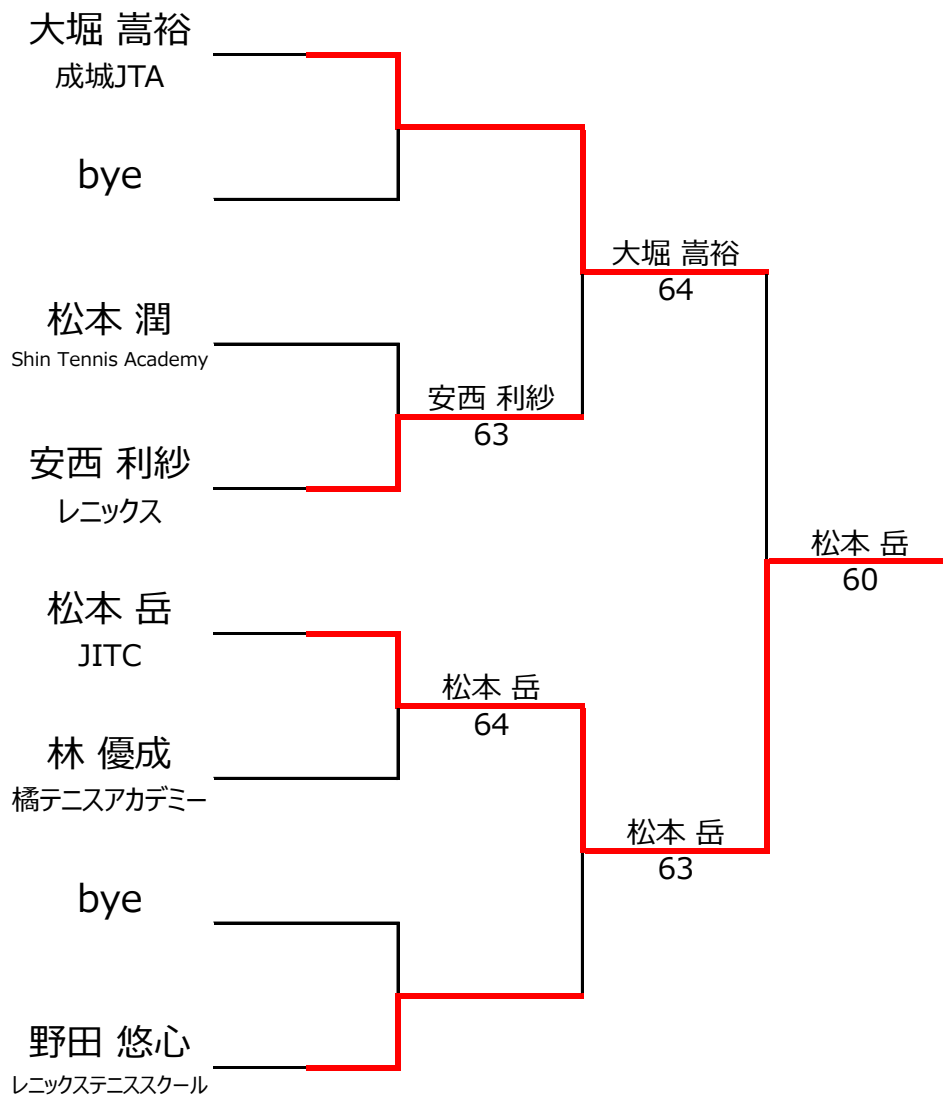 大堀 嵩裕
成城JTA
bye
松本 潤
Shin Tennis Academy
安西 利紗
レニックス
松本 岳
JITC
林 優成
橘テニスアカデミー
bye
野田 悠心
レニックステニススクール
安西 利紗
63
松本 岳
64
大堀 嵩裕
64
松本 岳
63
松本 岳
60